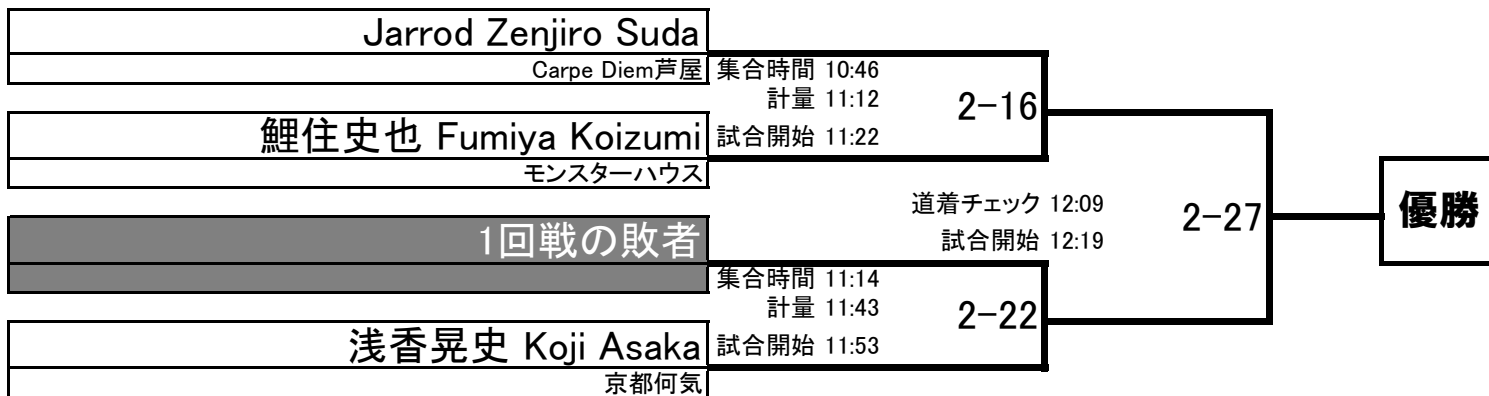 Jarrod Zenjiro Suda
Carpe Diem芦屋
集合時間 10:46
計量 11:12
2-16
鯉住史也 Fumiya Koizumi
試合開始 11:22
モンスターハウス
道着チェック 12:09
2-27
優勝
1回戦の敗者
試合開始 12:19
集合時間 11:14
計量 11:43
2-22
浅香晃史 Koji Asaka
試合開始 11:53
京都何気